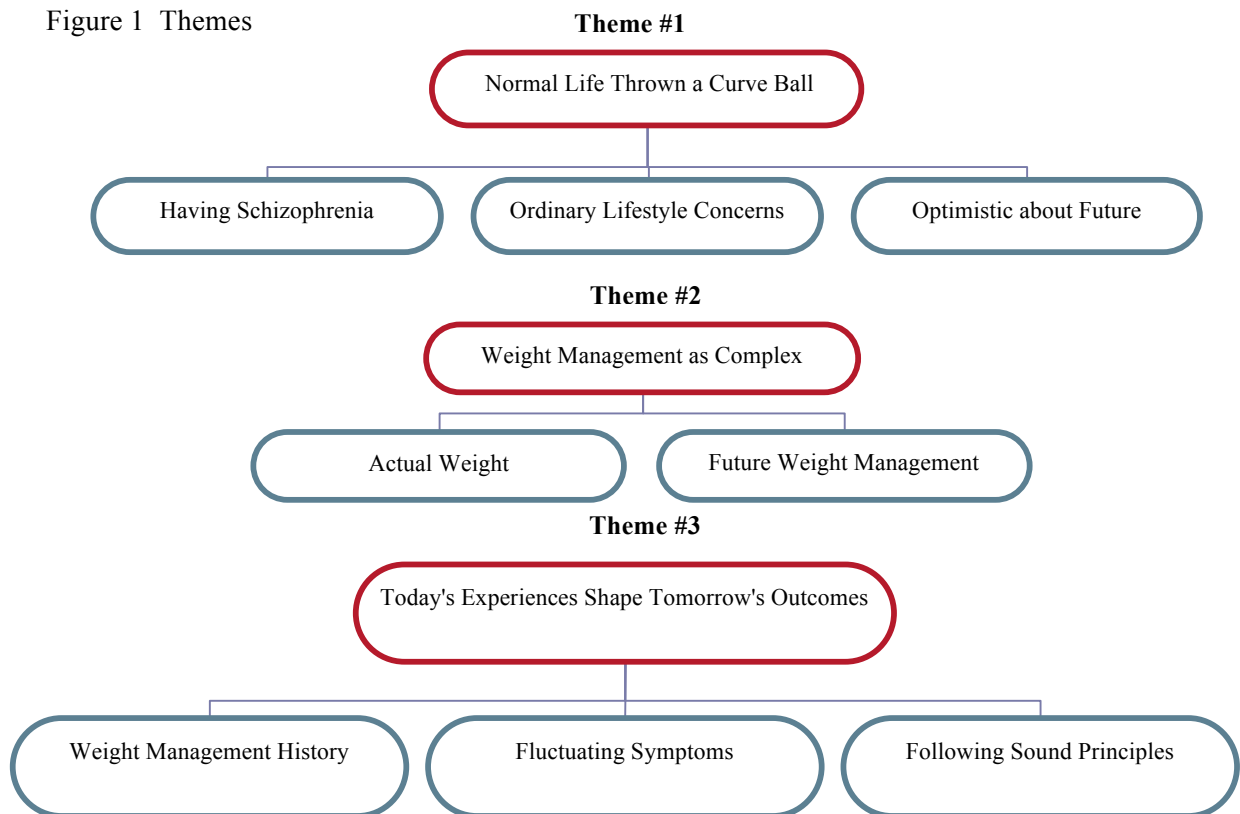 Figure 1 Themes
Theme #1
Normal Life Thrown a Curve Ball
Having Schizophrenia
Ordinary Lifestyle Concerns
Optimistic about Future
Theme #2
Weight Management as Complex
Actual Weight
Future Weight Management
Theme #3
Today's Experiences Shape Tomorrow's Outcomes
Weight Management History
Fluctuating Symptoms
Following Sound Principles